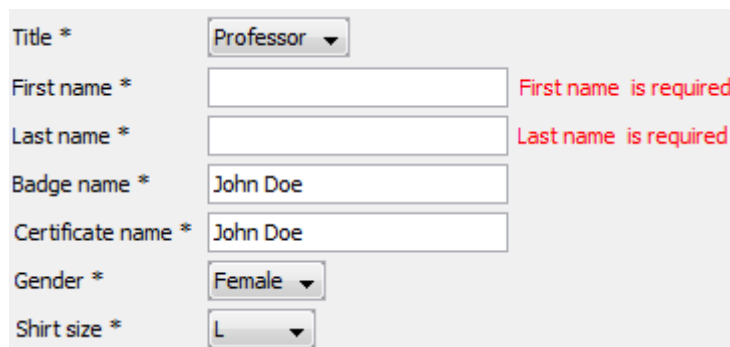 Title * Professor
First name * First name is required
Last name * Last name is required
Badge name * John Doe
Certificate name * John Doe
Gender * Female
Shirt size * L